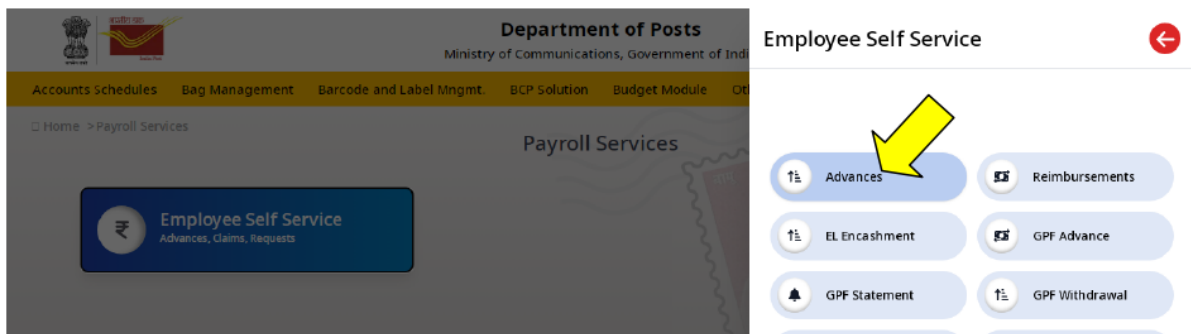 Department of Posts
Ministry of Communications, Government of Indi
Accounts Schedules Bag Management Barcode and Label Mngmt. BCP Solution Budget Module
Home > Payroll Services
Payroll Services
Employee Self Service
Advances, Claims, Requests
Employee Self Service
Advances
Reimbursements
EL Encashment
GPF Advance
GPF Statement
GPF Withdrawal